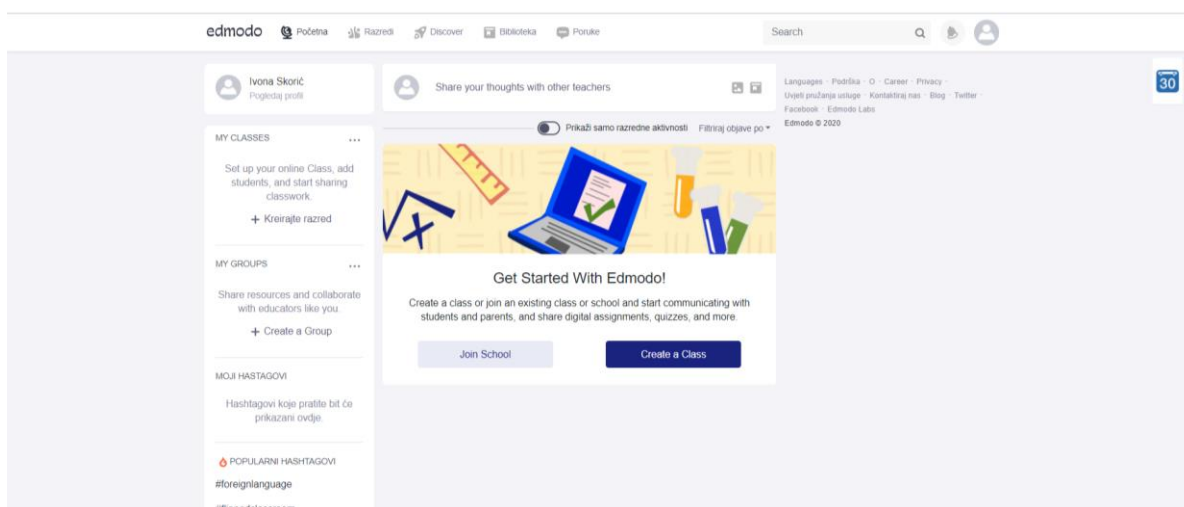 edmodo Početna Razredi Discover Biblioteka Poruke Search
Ivona Skorić
Pogledaj profil
MY CLASSES
Set up your online Class, add
students, and start sharing
classwork.
+ Kreirajte razred
MY GROUPS
Share resources and collaborate
with educators like you.
+ Create a Group
MOJI HASTAGOVI
Hashtagovi koje pratite bit će
prikazani ovdje.
POPULARNI HASHTAGOVI
#foreignlanguage
Share your thoughts with other teachers
Prikaži samo razredne aktivnosti Filtriraj objave po
Get Started With Edmodo!
Create a class or join an existing class or school and start communicating with
students and parents, and share digital assignments, quizzes, and more.
Join School Create a Class
Languages · Podrška · O · Career · Privacy ·
Uvjeti pružanja usluge · Kontaktiraj nas · Blog · Twitter ·
Facebook · Edmodo Labs
Edmodo © 2020
30